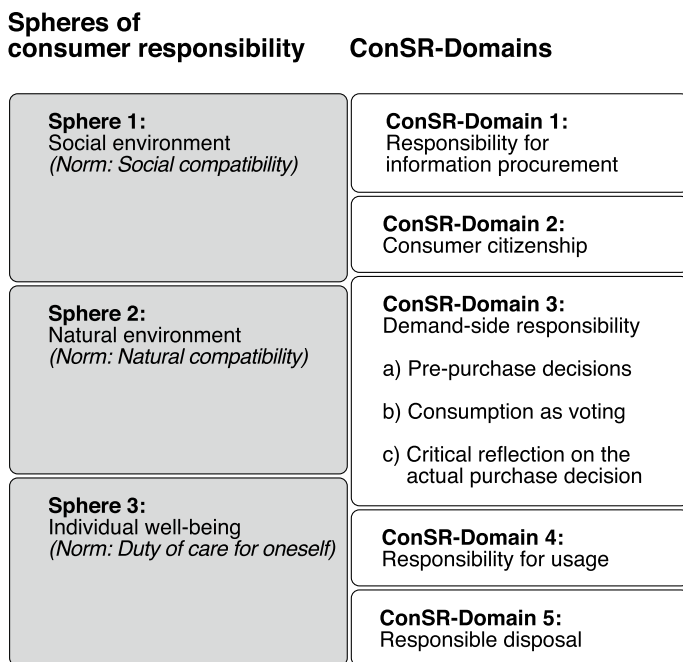 Spheres of
consumer responsibility
ConSR-Domains
Sphere 1:
Social environment
(Norm: Social compatibility)
Sphere 2:
Natural environment
(Norm: Natural compatibility)
Sphere 3:
Individual well-being
(Norm: Duty of care for oneself)
ConSR-Domain 1:
Responsibility for
information procurement
ConSR-Domain 2:
Consumer citizenship
ConSR-Domain 3:
Demand-side responsibility
a) Pre-purchase decisions
b) Consumption as voting
c) Critical reflection on the
actual purchase decision
ConSR-Domain 4:
Responsibility for usage
ConSR-Domain 5:
Responsible disposal